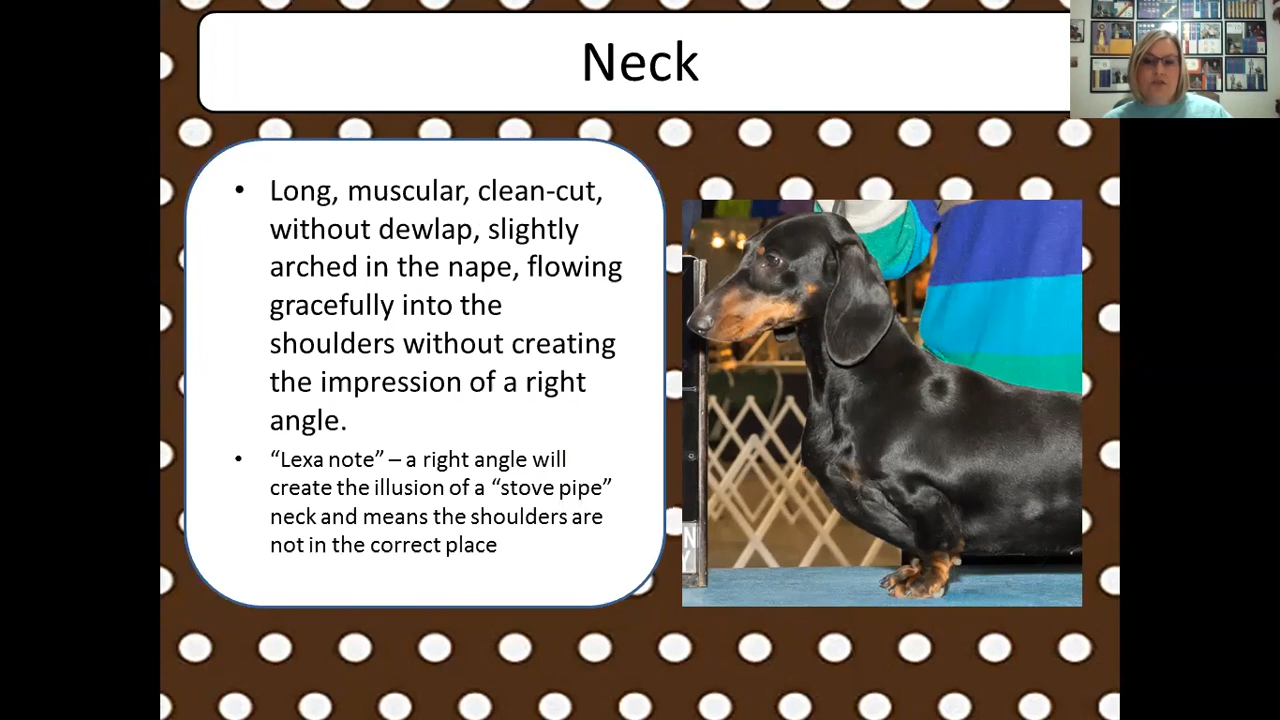 Neck
• Long, muscular, clean-cut,
without dewlap, slightly
arched in the nape, flowing
gracefully into the
shoulders without creating
the impression of a right
angle.
• “Lexa note” – a right angle will
create the illusion of a “stove pipe”
neck and means the shoulders are
not in the correct place
N
Y